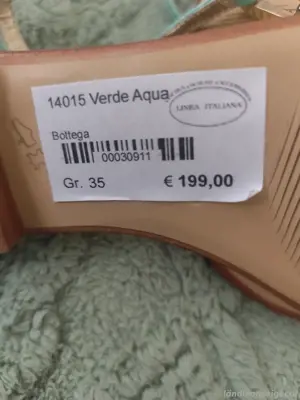 14015 Verde Aqua
LINEA ITALIANA
Bottega
00030911
Gr. 35
€ 199,00